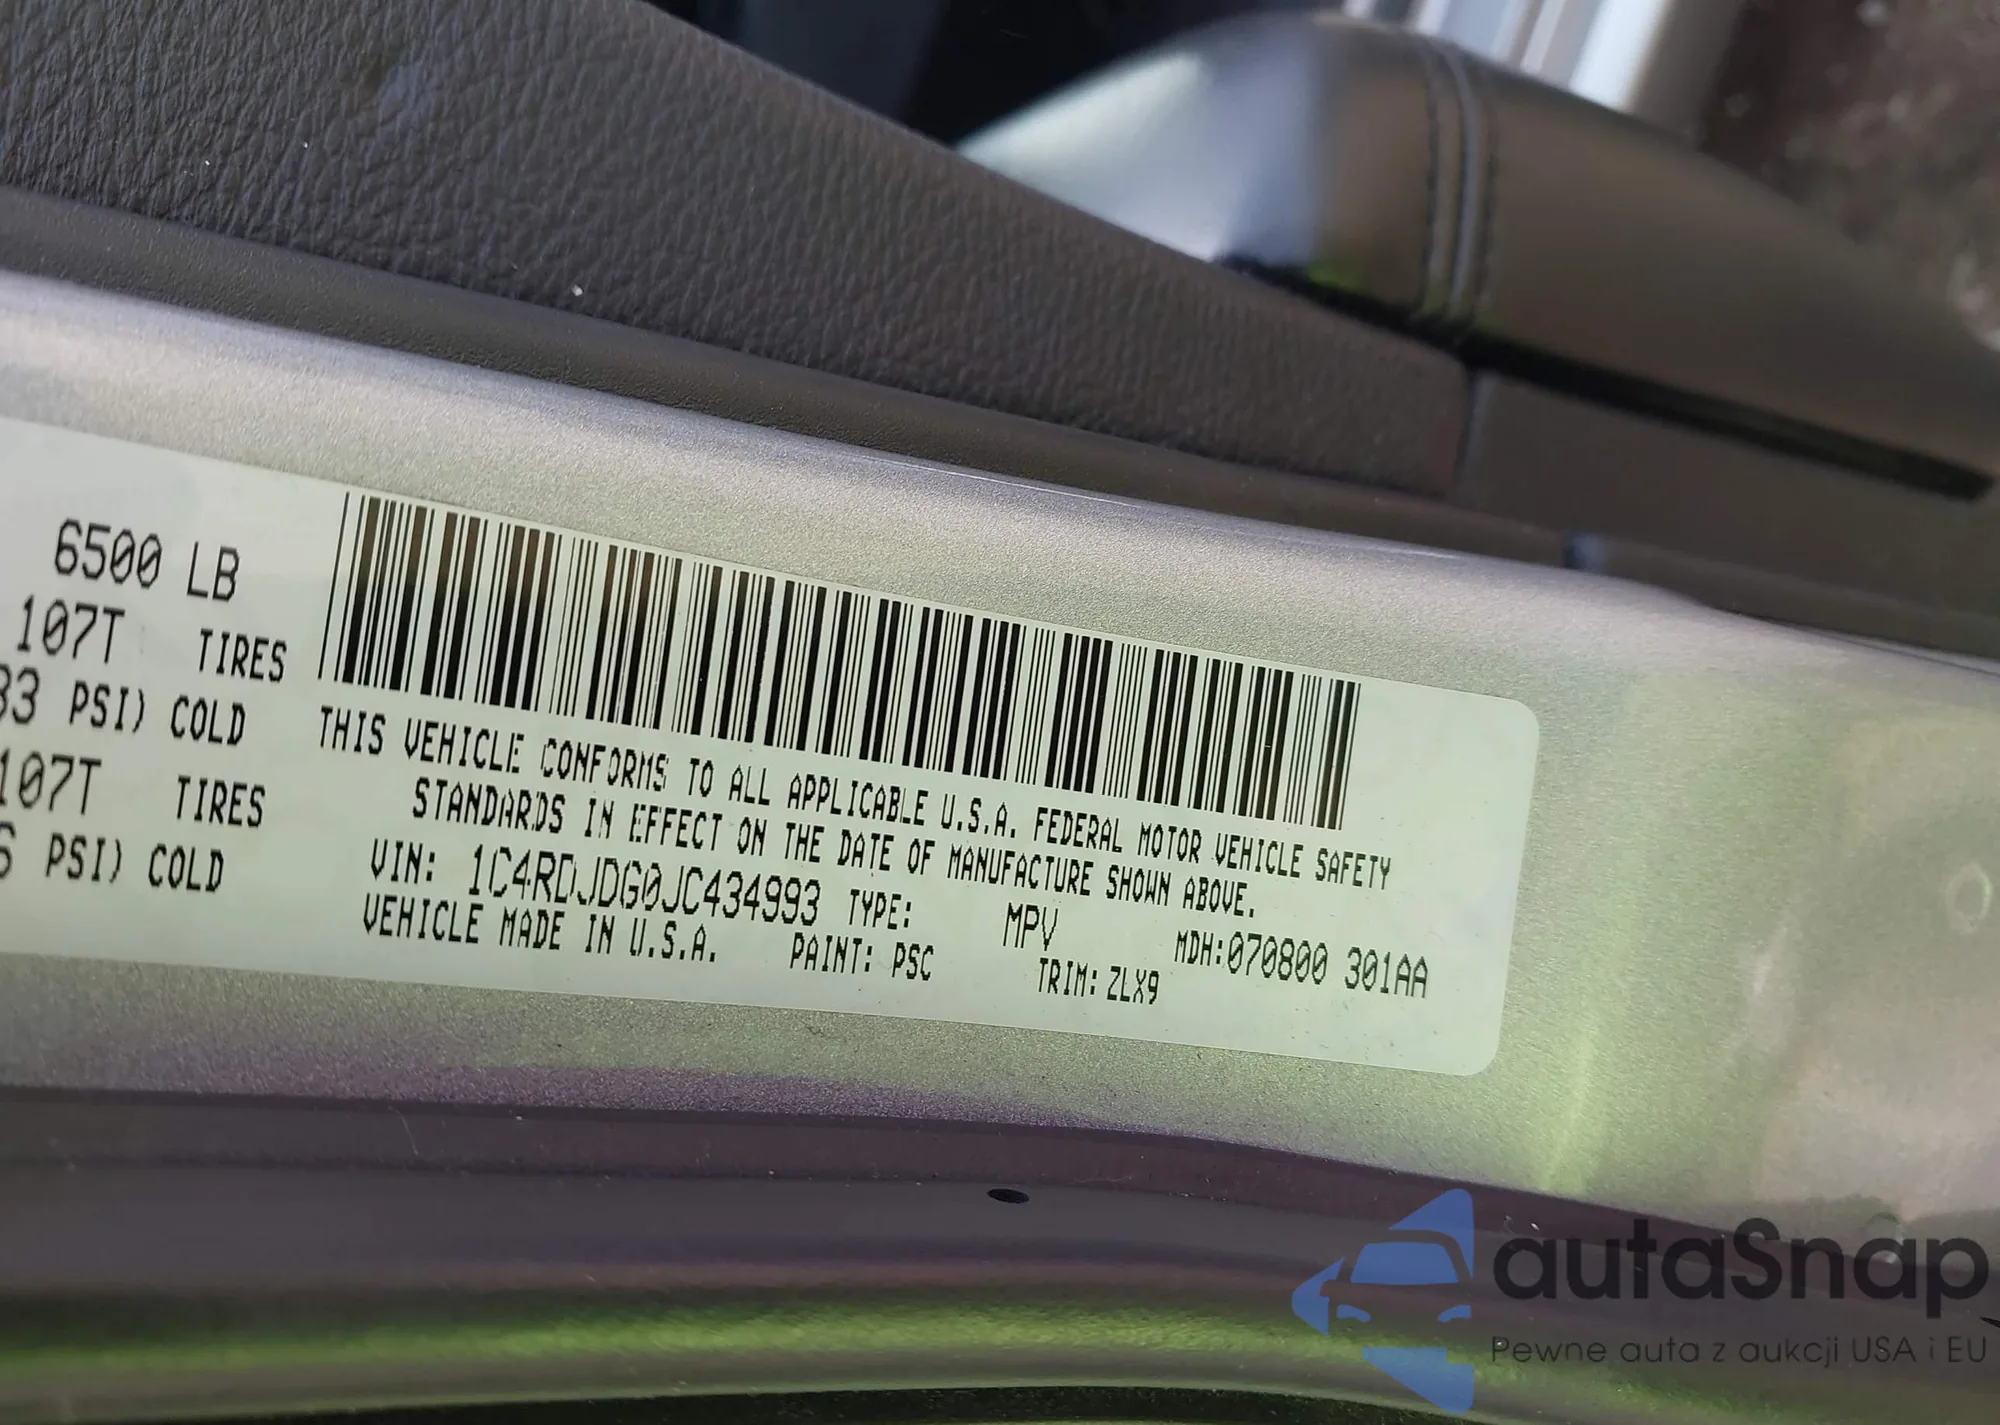 6500 LB
107T TIRES
33 PSI) COLD
107T TIRES
PSI) COLD
THIS VEHICLE CONFORMS TO ALL APPLICABLE U.S.A. FEDERAL MOTOR VEHICLE SAFETY
STANDARDS IN EFFECT ON THE DATE OF MANUFACTURE SHOWN ABOVE.
VIN: 1C4RDJDG0JC434993 TYPE: MPV MDH:070800 301AA
VEHICLE MADE IN U.S.A. PAINT: PSC TRIM: ZLX9
autaSnap
Pewne auta z aukcji USA i EU